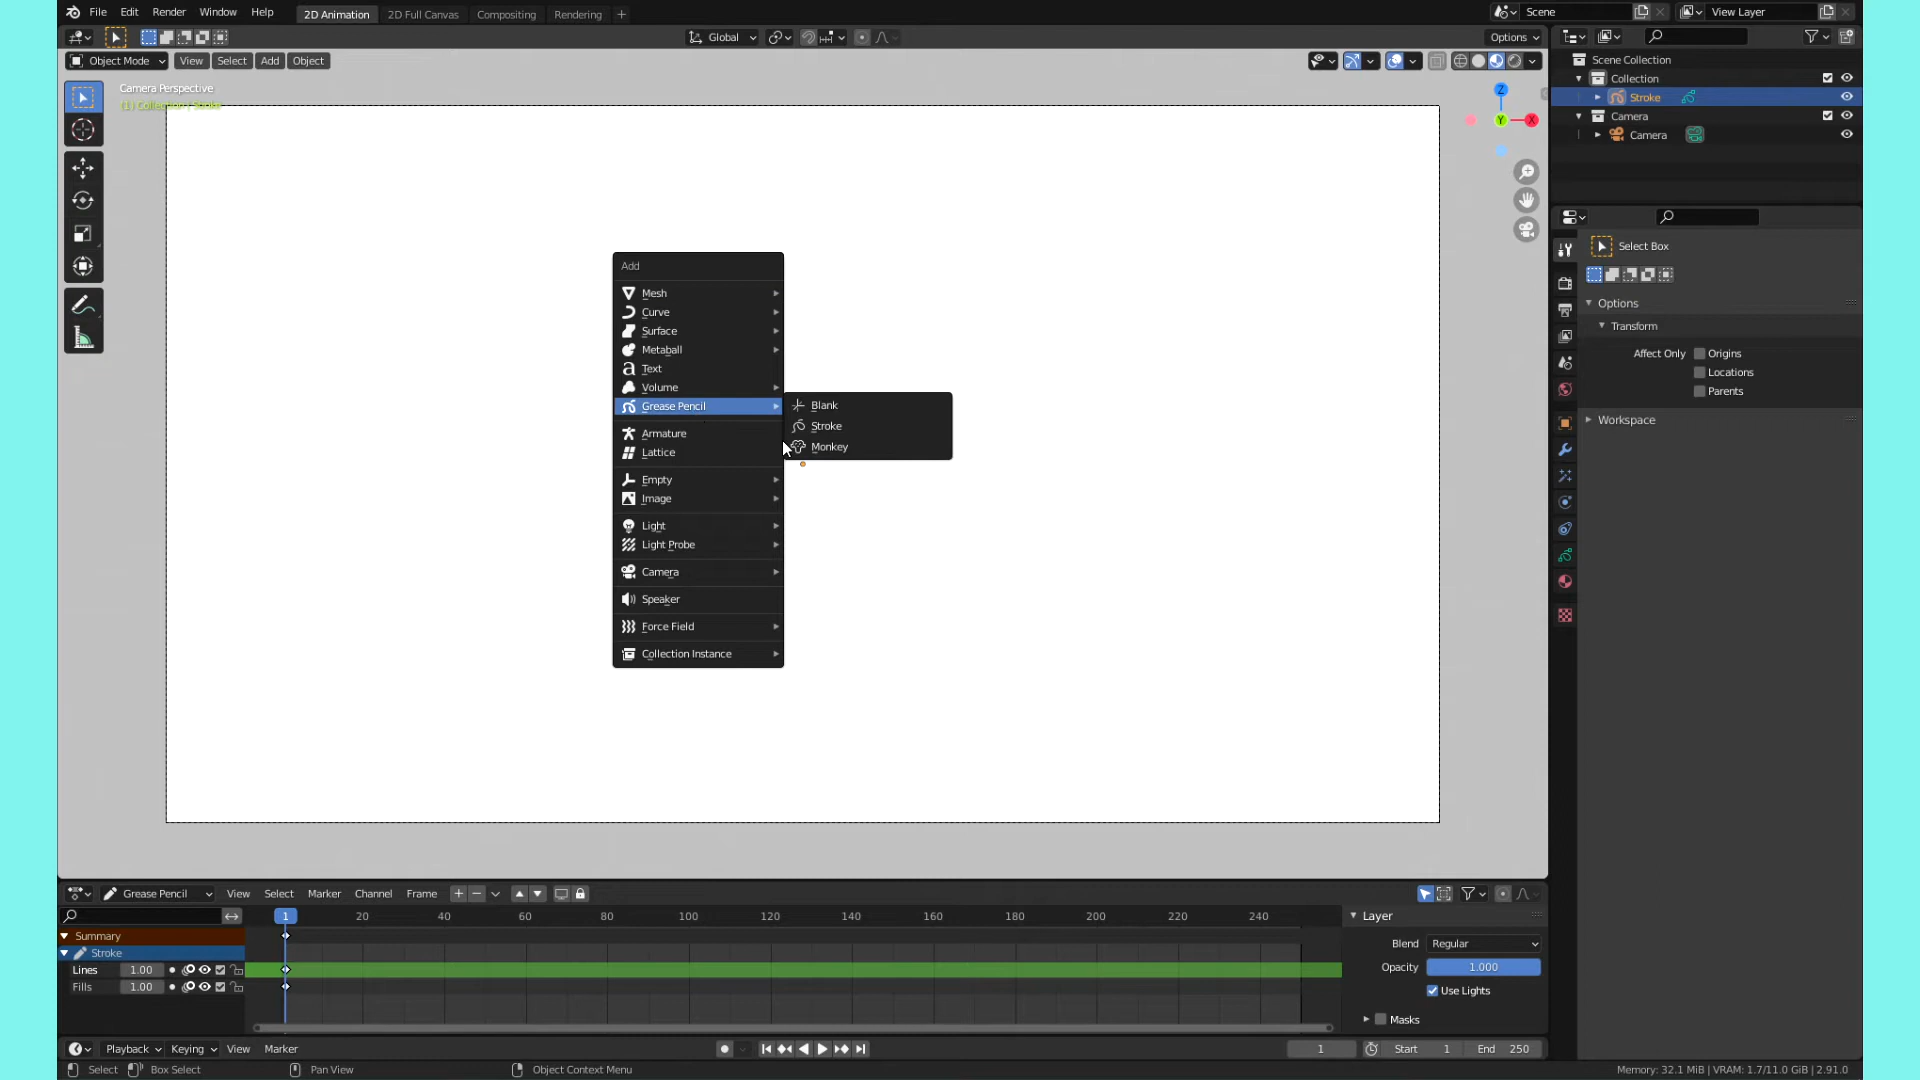 File Edit Render Window Help 2D Animation 2D Full Canvas Compositing Rendering + Scene View Layer
Global Options
Object Mode View Select Add Object
Camera Perspective
(1) Collection | Stroke
Z
Y X
Add
Mesh
Curve
Surface
Metaball
Text
Volume
Grease Pencil
Armature
Lattice
Empty
Image
Light
Light Probe
Camera
Speaker
Force Field
Collection Instance
Blank
Stroke
Monkey
Scene Collection
Collection
Stroke
Camera
Camera
Select Box
Options
Transform
Affect Only Origins
Locations
Parents
Workspace
Grease Pencil View Select Marker Channel Frame
1 20 40 60 80 100 120 140 160 180 200 220 240
Summary
Stroke
Lines 1.00
Fills 1.00
Layer
Blend Regular
Opacity 1.000
Use Lights
Masks
Playback Keying View Marker 1 Start 1 End 250
Select Box Select Pan View Object Context Menu Memory: 32.1 MiB | VRAM: 1.7/11.0 GiB | 2.91.0